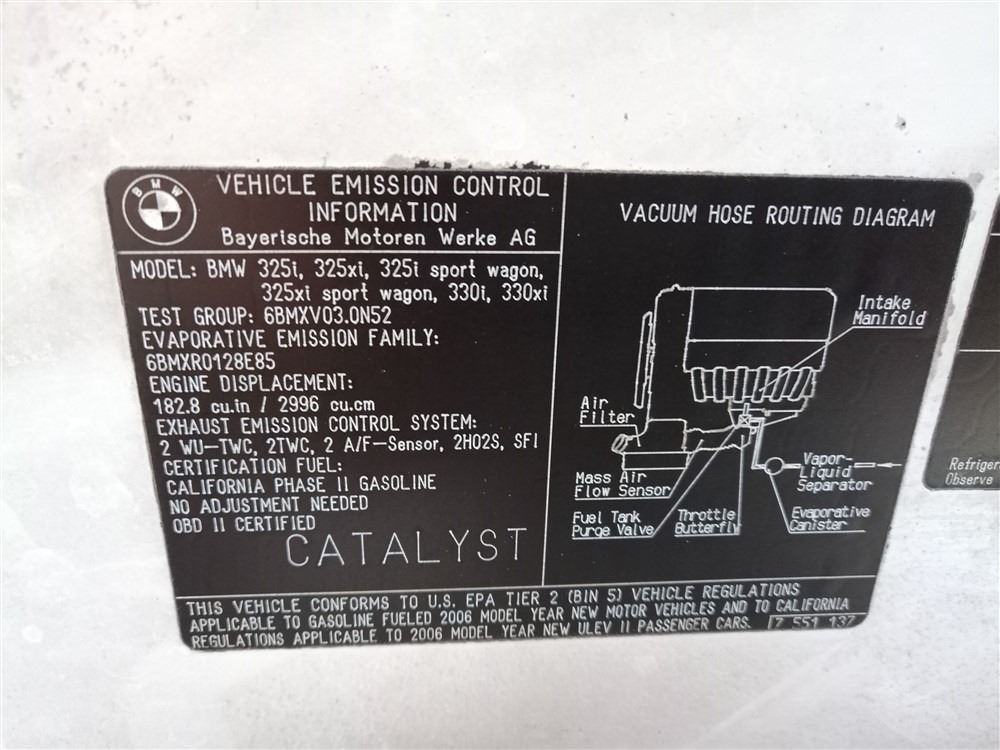 BMW
VEHICLE EMISSION CONTROL
INFORMATION
Bayerische Motoren Werke AG
MODEL: BMW 325i, 325xi, 325i sport wagon,
325xi sport wagon, 330i, 330xi
TEST GROUP: 6BMXV03.0N52
EVAPORATIVE EMISSION FAMILY:
6BMXR0128E85
ENGINE DISPLACEMENT:
182.8 cu.in / 2996 cu.cm
EXHAUST EMISSION CONTROL SYSTEM:
2 WU-TWC, 2TWC, 2 A/F-Sensor, 2HO2S, SFI
CERTIFICATION FUEL:
CALIFORNIA PHASE II GASOLINE
NO ADJUSTMENT NEEDED
OBD II CERTIFIED
CATALYST
VACUUM HOSE ROUTING DIAGRAM
Intake
Manifold
Air
Filter
Mass Air
Flow Sensor
Vapor-
Liquid
Separator
Fuel Tank
Purge Valve
Throttle
Butterfly
Evaporative
Canister
THIS VEHICLE CONFORMS TO U.S. EPA TIER 2 (BIN 5) VEHICLE REGULATIONS
APPLICABLE TO GASOLINE FUELED 2006 MODEL YEAR NEW MOTOR VEHICLES AND TO CALIFORNIA
REGULATIONS APPLICABLE TO 2006 MODEL YEAR NEW ULEV II PASSENGER CARS. 7 551 137
Refriger
Observe